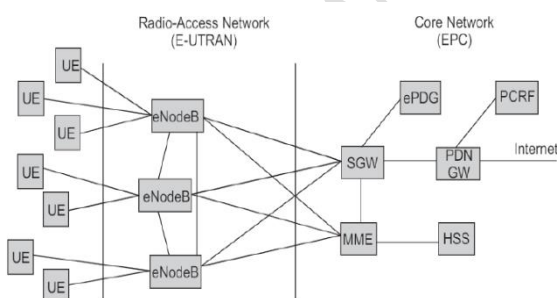 Radio-Access Network
(E-UTRAN)
Core Network
(EPC)
UE
UE
UE
eNodeB
ePDG
PCRF
SGW
PDN
GW
Internet
UE
UE
eNodeB
MME
HSS
UE
UE
eNodeB